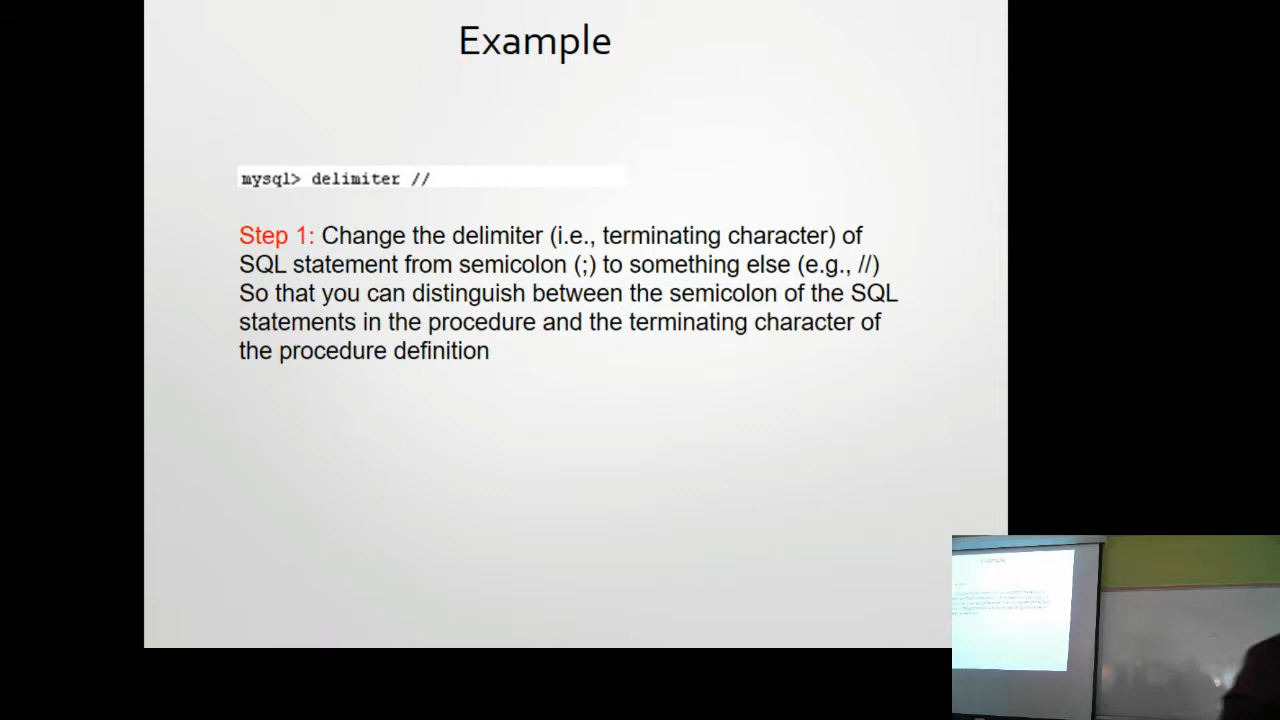 Example
mysql> delimiter //
Step 1: Change the delimiter (i.e., terminating character) of
SQL statement from semicolon (;) to something else (e.g., //)
So that you can distinguish between the semicolon of the SQL
statements in the procedure and the terminating character of
the procedure definition
Example